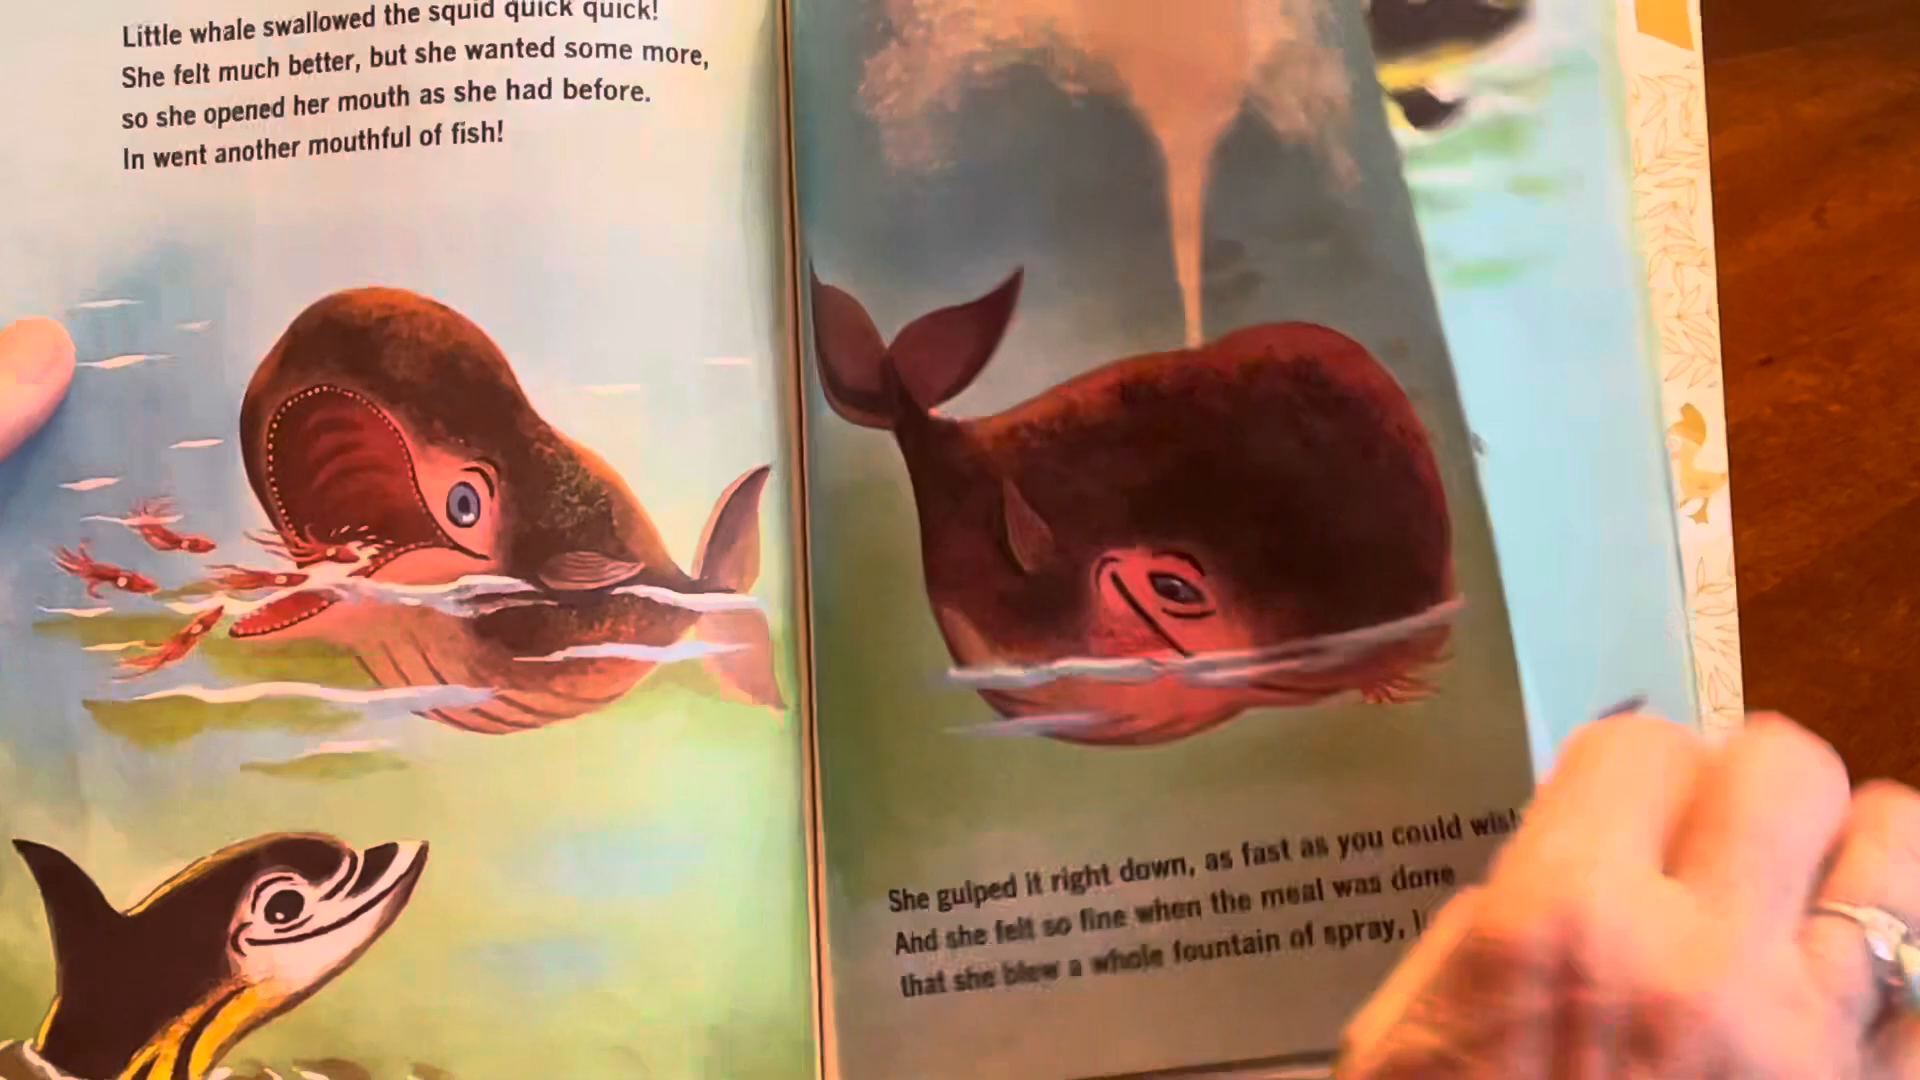 Little whale swallowed the squid quick quick!
She felt much better, but she wanted some more,
so she opened her mouth as she had before.
In went another mouthful of fish!
She gulped it right down, as fast as you could wish
And she felt so fine when the meal was done
that she blew a whole fountain of spray,